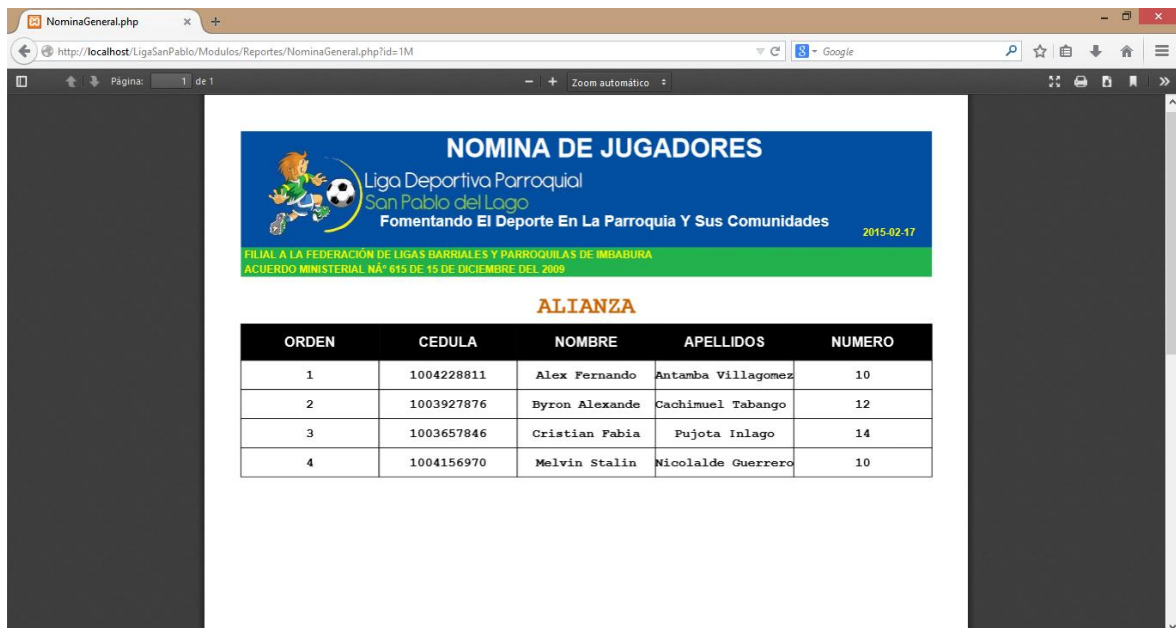 NominaGeneral.php
http://localhost/LigaSanPablo/Modulos/Reportes/NominaGeneral.php?id=1M
Google
Página: 1 de 1
Zoom automático
NOMINA DE JUGADORES
Liga Deportiva Parroquial
San Pablo del Lago
Fomentando El Deporte En La Parroquia Y Sus Comunidades
2015-02-17
FILIAL A LA FEDERACIÓN DE LIGAS BARRIALES Y PARROQUILAS DE IMBABURA
ACUERDO MINISTERIAL Nº 615 DE 15 DE DICIEMBRE DEL 2009
ALIANZA
ORDEN CEDULA NOMBRE APELLIDOS NUMERO
1 1004228811 Alex Fernando Antamba Villagomez 10
2 1003927876 Byron Alexande Cachimuel Tabango 12
3 1003657846 Cristian Fabia Pujota Inlago 14
4 1004156970 Melvin Stalin Nicolalde Guerrero 10